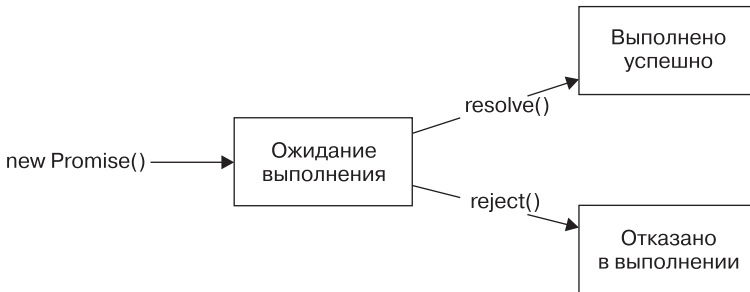 Выполнено
успешно
resolve()
new Promise()
Ожидание
выполнения
reject()
Отказано
в выполнении